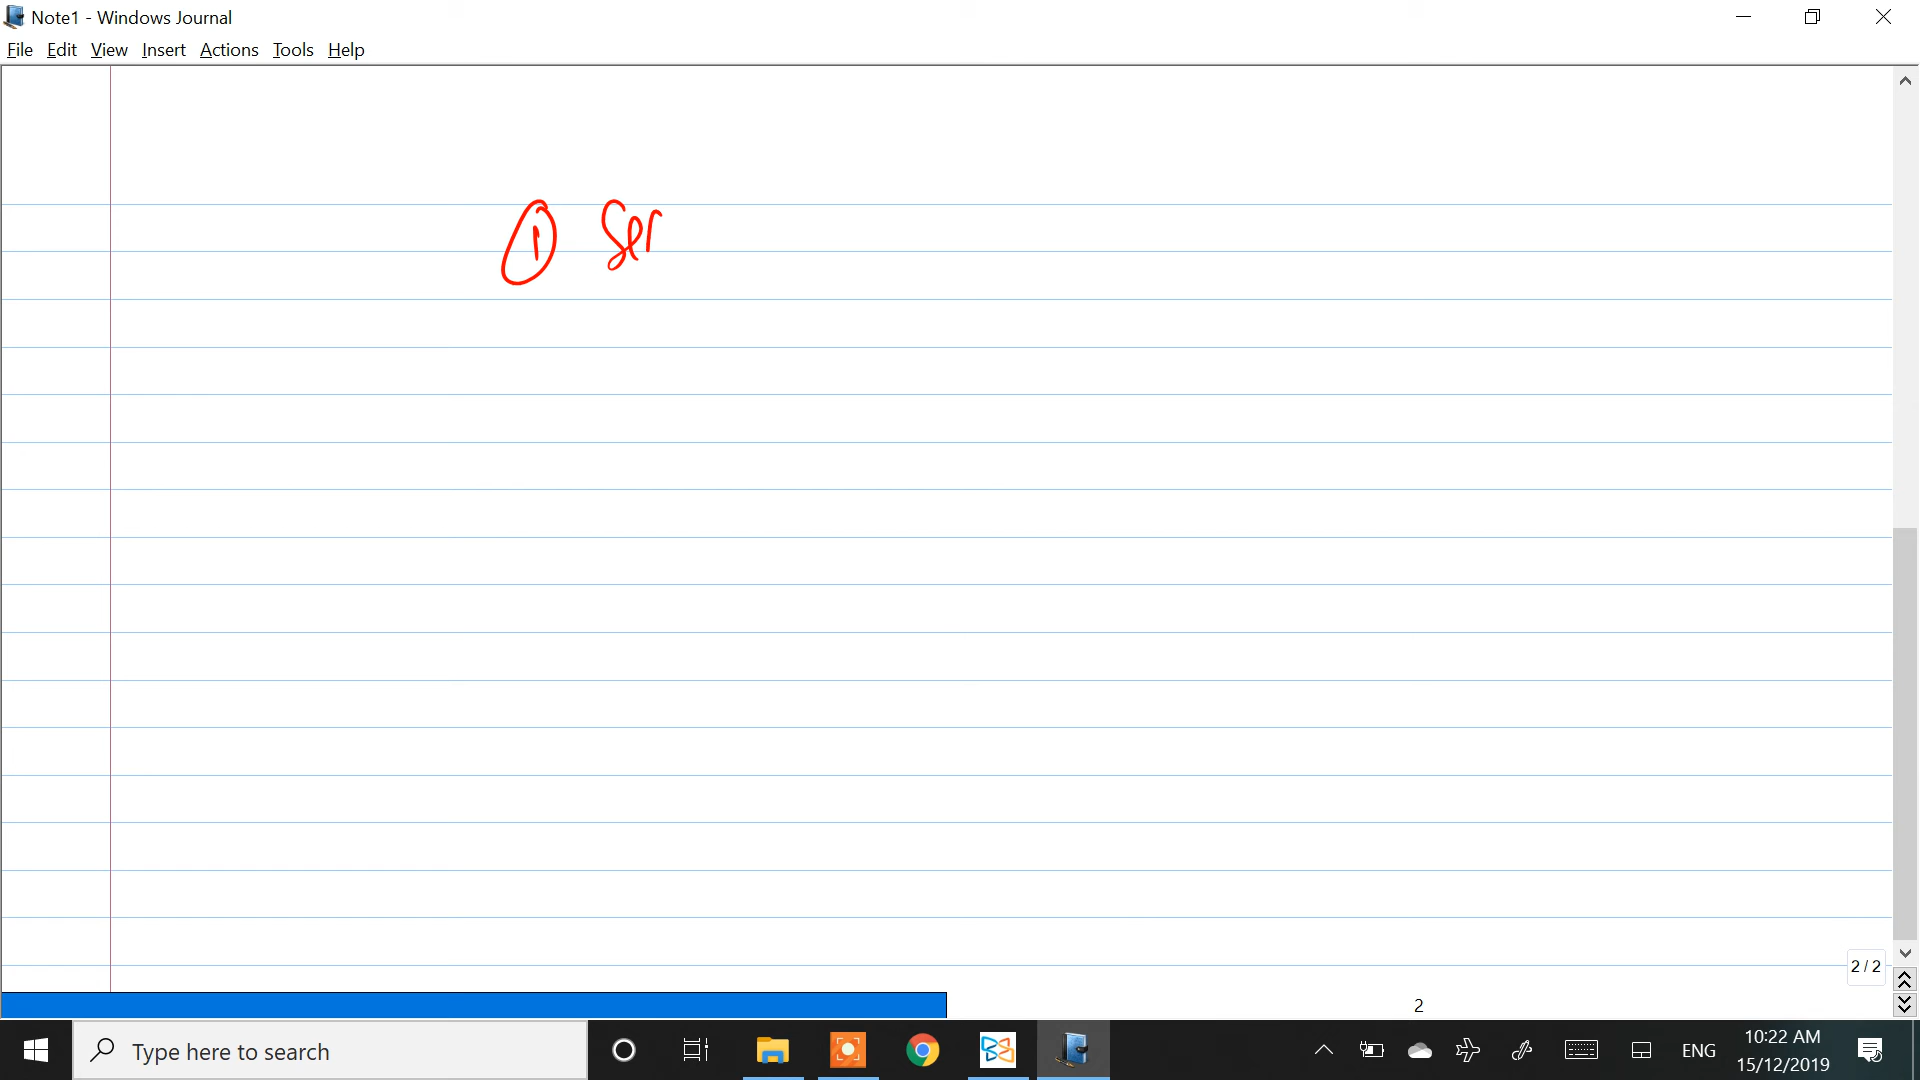 Note1 - Windows Journal
File Edit View Insert Actions Tools Help
① Ser
2 / 2
2
Type here to search
ENG
10:22 AM
15/12/2019